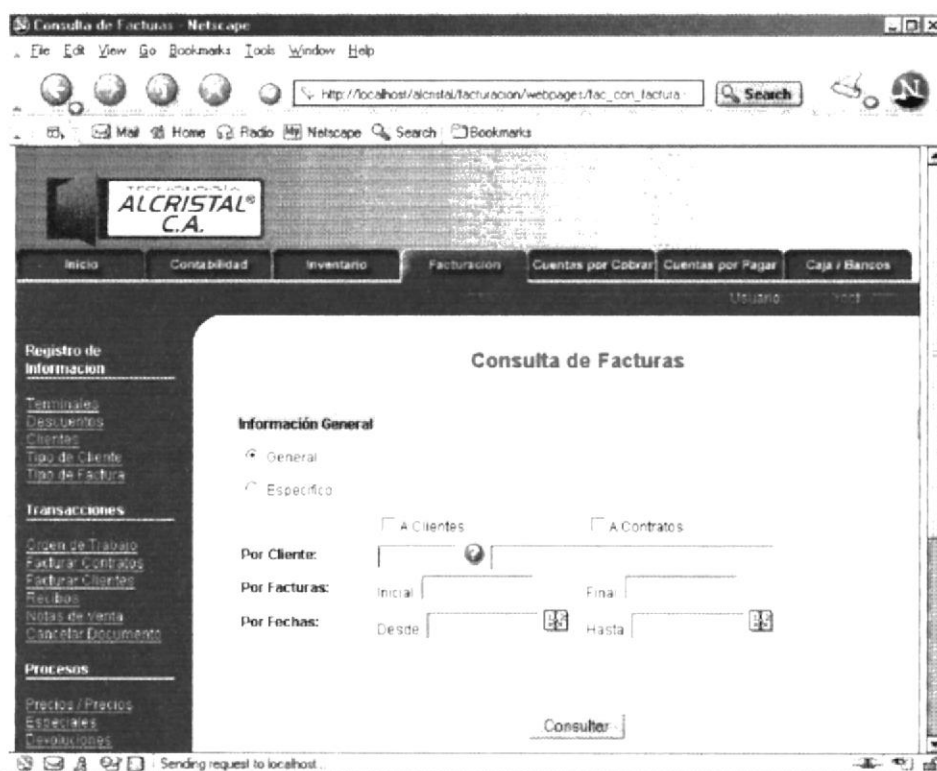 Consulta de Facturas - Netscape
File Edit View Go Bookmarks Tools Window Help
http://localhost/alcristal/facturacion/webpages/fac_con_factura
Search
Mail Home Radio My Netscape Search Bookmarks
TECNOLOGIA
ALCRISTAL®
C.A.
Inicio Contabilidad Inventario Facturacion Cuentas por Cobrar Cuentas por Pagar Caja / Bancos
Usuario
Registro de
Informacion
Consulta de Facturas
Terminales
Descuentos
Clientes
Tipo de Cliente
Tipo de Factura
Información General
General
Especifico
Transacciones
A Clientes A Contratos
Orden de Trabajo
Facturar Contratos
Facturar Clientes
Recibos
Notas de Venta
Cancelar Documento
Por Cliente:
Por Facturas: Inicial Final
Por Fechas: Desde Hasta
Procesos
Precios / Precios
Especiales
Devoluciones
Consultar
Sending request to localhost...